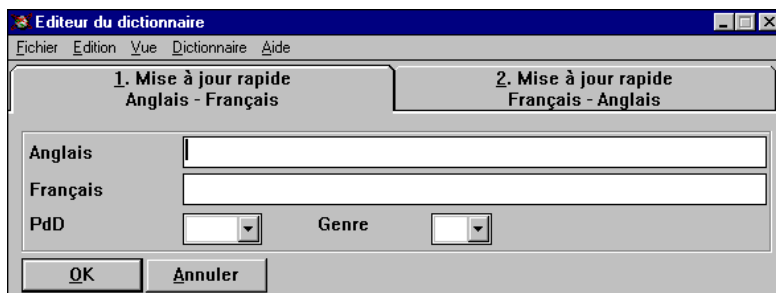 Editeur du dictionnaire
Fichier Edition Vue Dictionnaire Aide
1. Mise à jour rapide
Anglais - Français
2. Mise à jour rapide
Français - Anglais
Anglais
Français
PdD Genre
OK Annuler